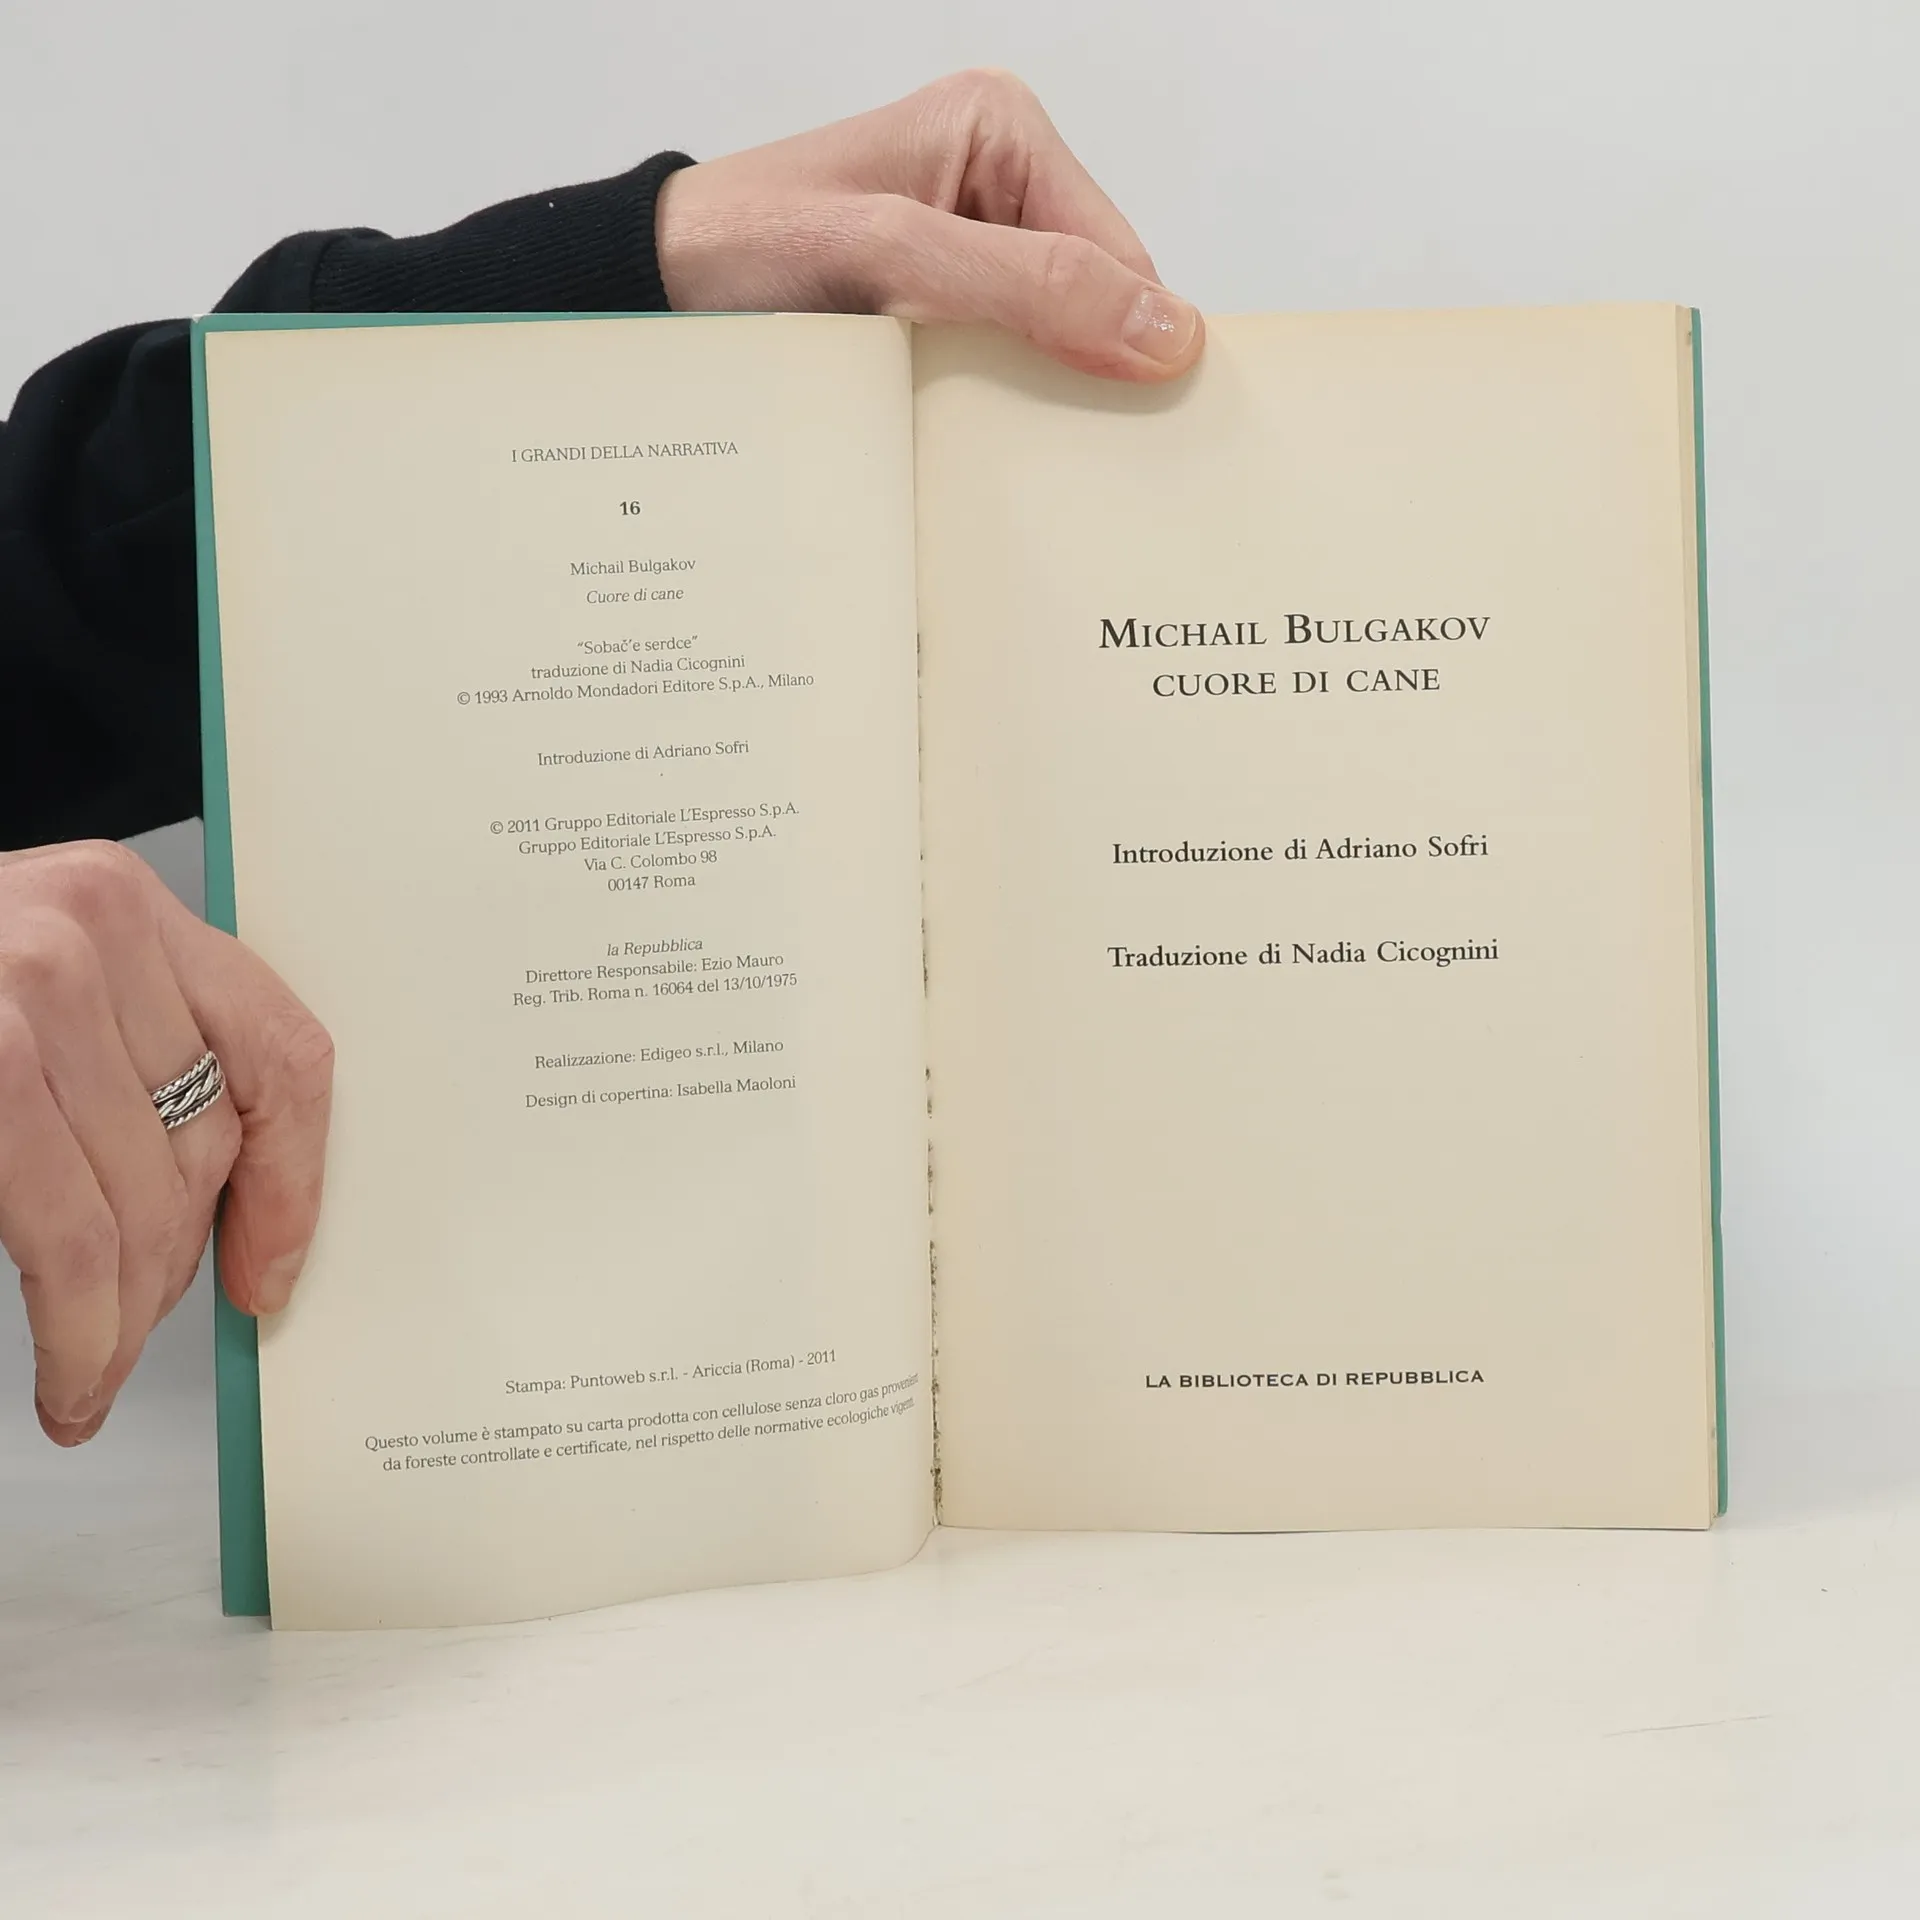 I GRANDI DELLA NARRATIVA
16
Michail Bulgakov
Cuore di cane
“Sobač’e serdce”
traduzione di Nadia Cicognini
© 1993 Arnoldo Mondadori Editore S.p.A., Milano
Introduzione di Adriano Sofri
© 2011 Gruppo Editoriale L’Espresso S.p.A.
Gruppo Editoriale L’Espresso S.p.A.
Via C. Colombo 98
00147 Roma
la Repubblica
Direttore Responsabile: Ezio Mauro
Reg. Trib. Roma n. 16064 del 13/10/1975
Realizzazione: Edigeo s.r.l., Milano
Design di copertina: Isabella Maoloni
Stampa: Puntoweb s.r.l. - Ariccia (Roma) - 2011
Questo volume è stampato su carta prodotta con cellulose senza cloro gas provenient
da foreste controllate e certificate, nel rispetto delle normative ecologiche vigent
MICHAIL BULGAKOV
CUORE DI CANE
Introduzione di Adriano Sofri
Traduzione di Nadia Cicognini
LA BIBLIOTECA DI REPUBBLICA